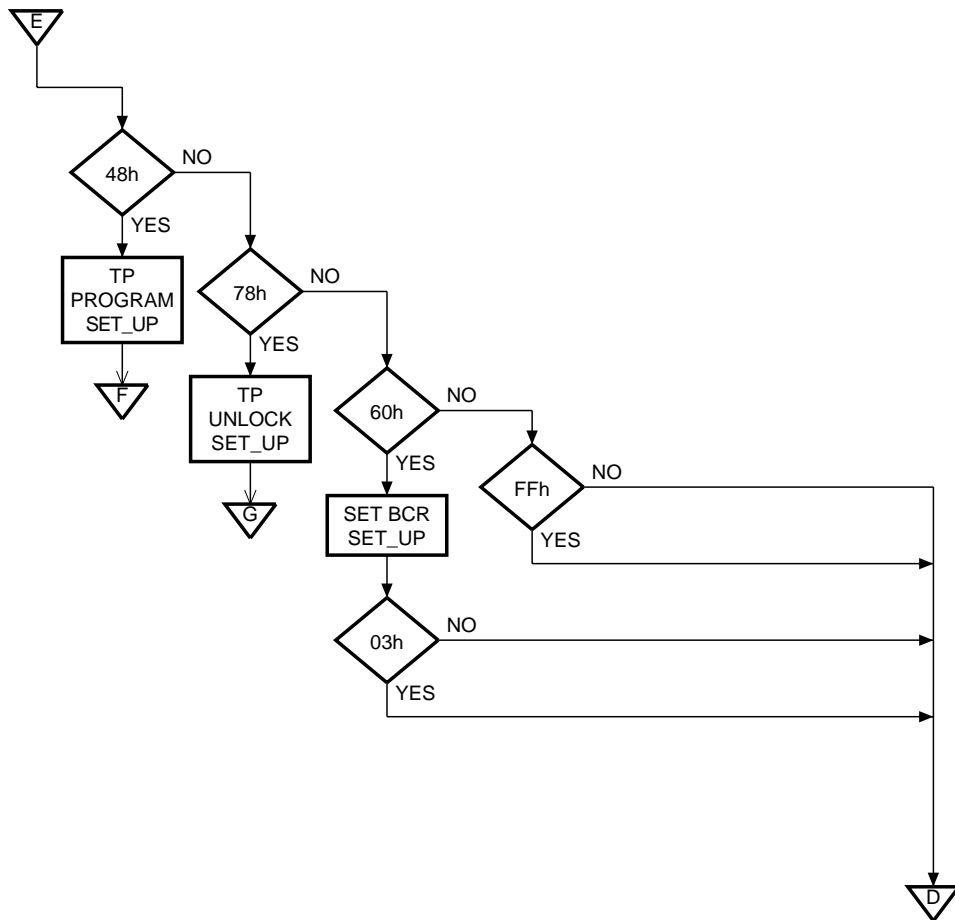 E
48h
NO
YES
TP
PROGRAM
SET_UP
F
78h
NO
YES
TP
UNLOCK
SET_UP
G
60h
NO
YES
SET BCR
SET_UP
FFh
NO
YES
03h
NO
YES
D